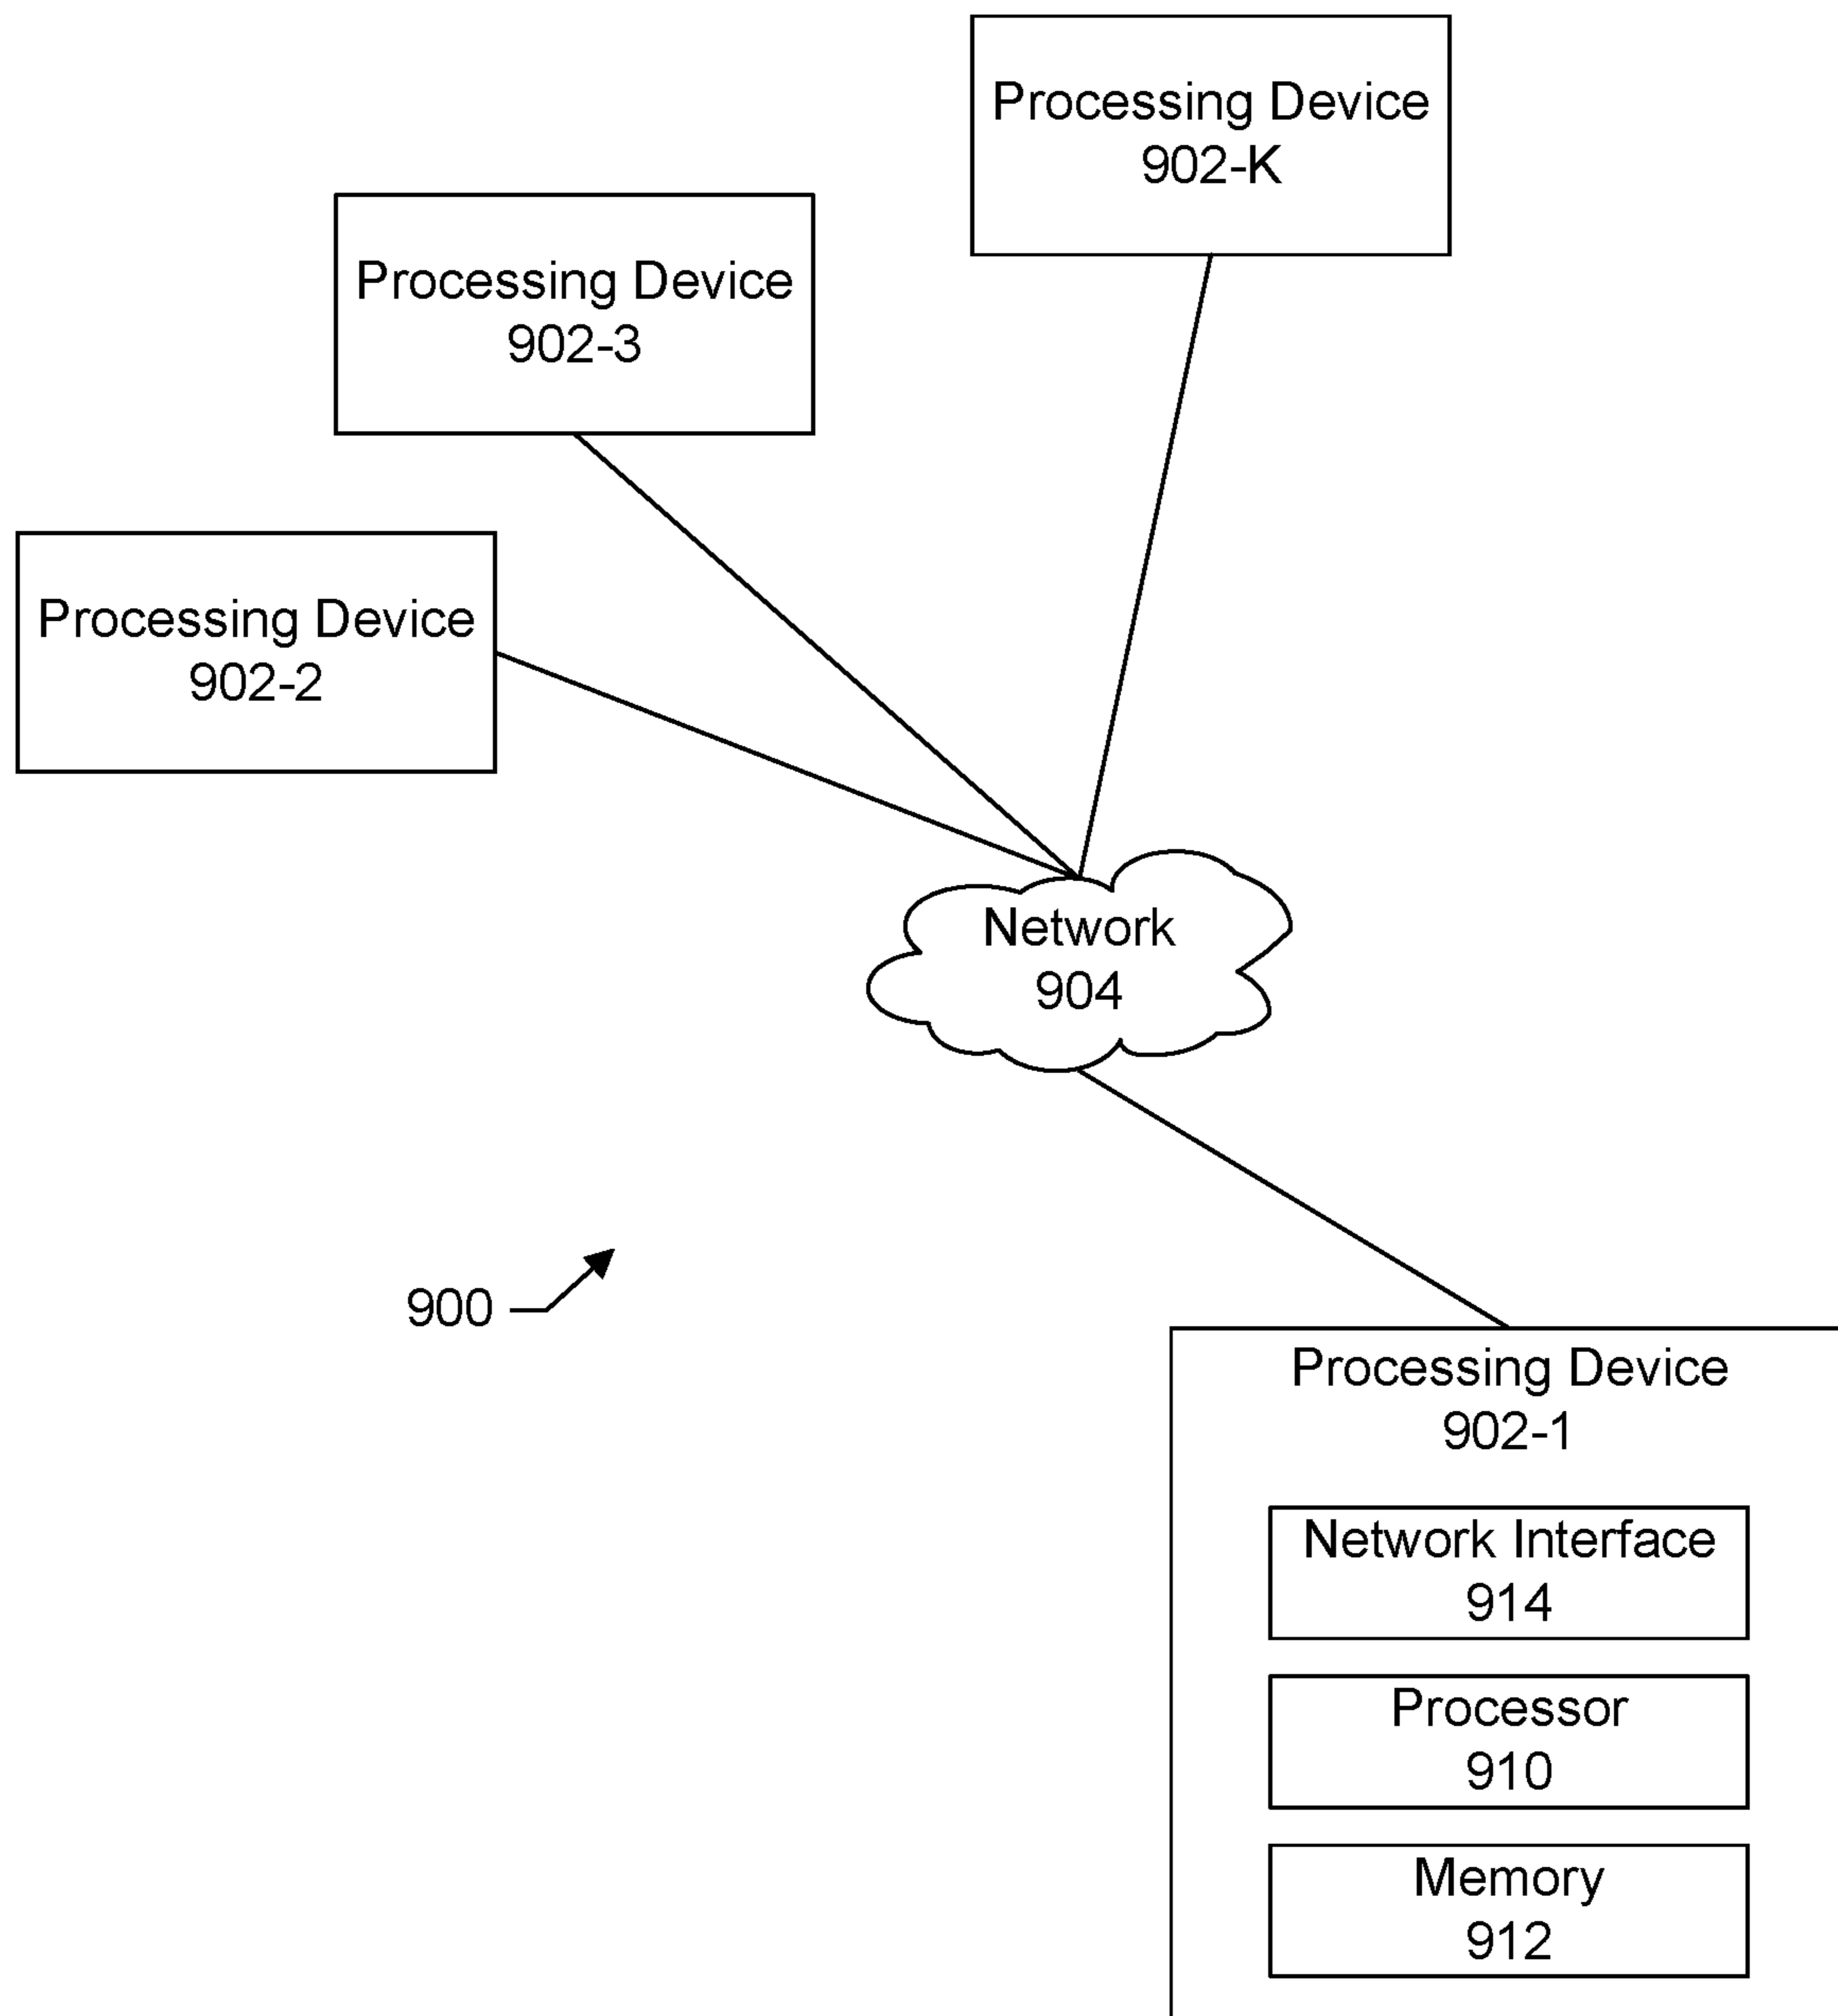 Processing Device
902-K
Processing Device
902-3
Processing Device
902-2
Network
904
900
Processing Device
902-1
Network Interface
914
Processor
910
Memory
912